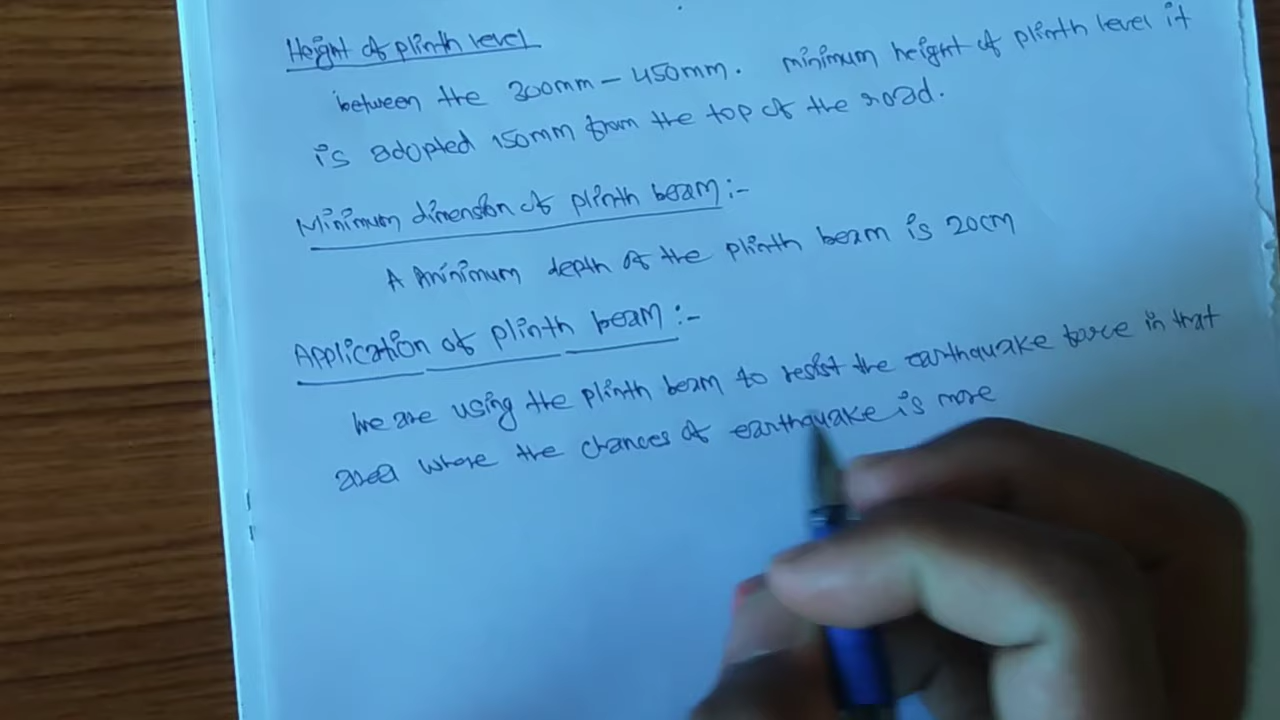 Height of plinth level
between the 300mm - 450mm. minimum height of plinth level it
is adopted 150mm from the top of the road.
Minimum dimension of plinth beam :-
A minimum depth of the plinth beam is 20cm
Application of plinth beam :-
We are using the plinth beam to resist the earthquake force in that
area where the chances of earthquake is more